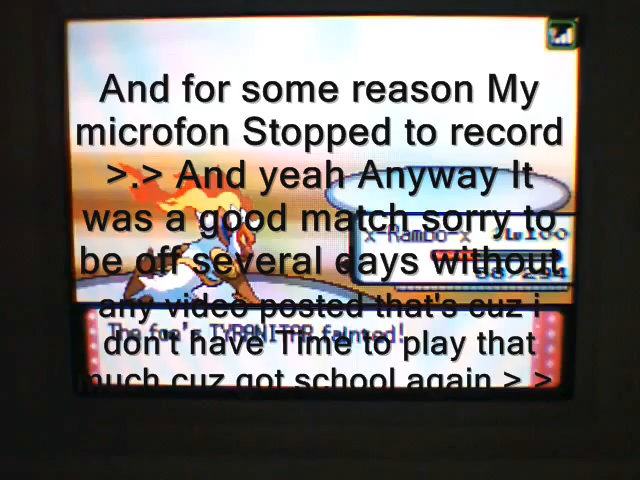 And for some reason My
microfon Stopped to record
>.> And yeah Anyway It
was a good match sorry to
be off several days without
any video posted that's cuz i
don't have Time to play that
much cuz got school again >.>
x-Rambo-x
The foe's TYRANITAR fainted!